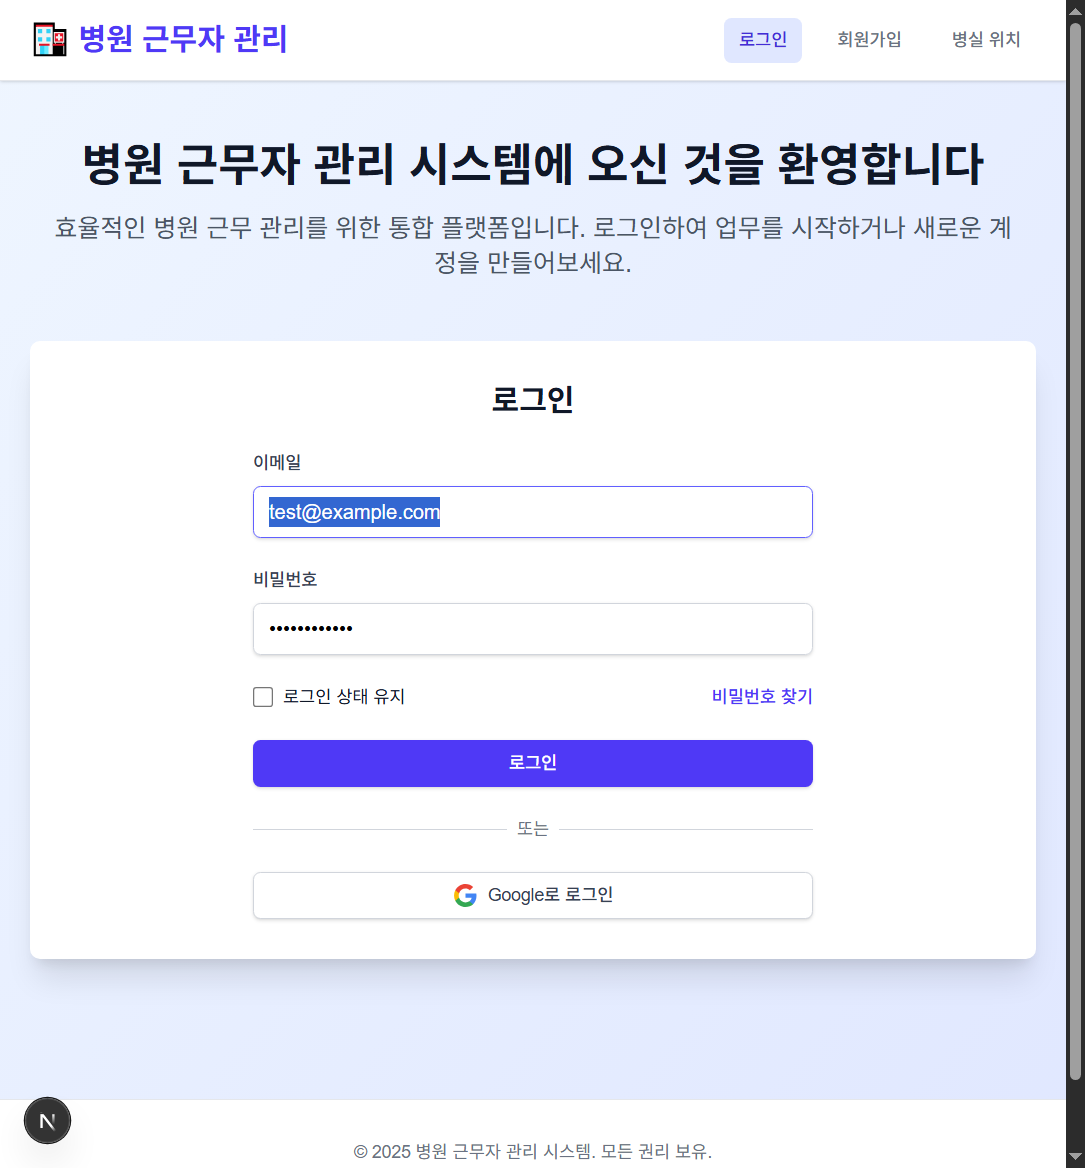 병원 근무자 관리
로그인
회원가입
병실 위치
병원 근무자 관리 시스템에 오신 것을 환영합니다
효율적인 병원 근무 관리를 위한 통합 플랫폼입니다. 로그인하여 업무를 시작하거나 새로운 계
정을 만들어보세요.
로그인
이메일
test@example.com
비밀번호
••••••••••••
로그인 상태 유지
비밀번호 찾기
로그인
또는
Google로 로그인
N
© 2025 병원 근무자 관리 시스템. 모든 권리 보유.